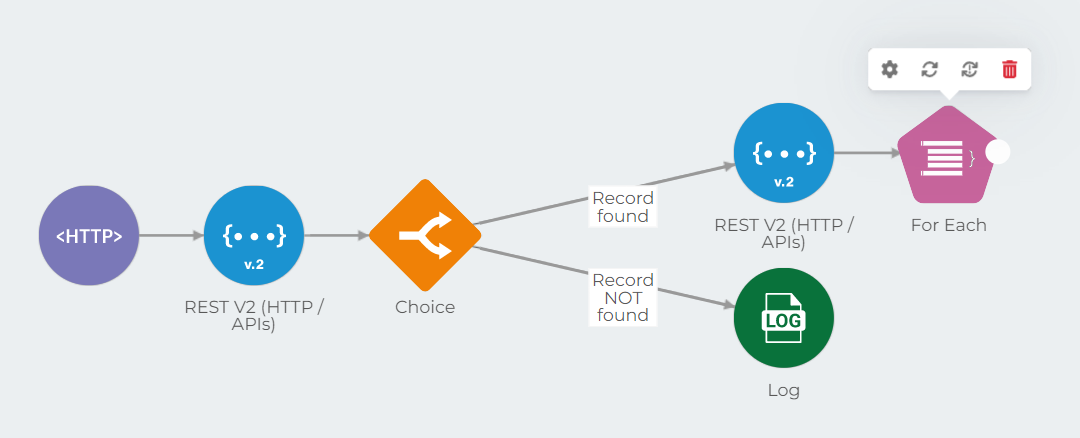 <HTTP>
{•••}
v.2
REST V2 (HTTP /
APIs)
Choice
Record
found
Record
NOT
found
{•••}
v.2
REST V2 (HTTP /
APIs)
}
For Each
LOG
Log